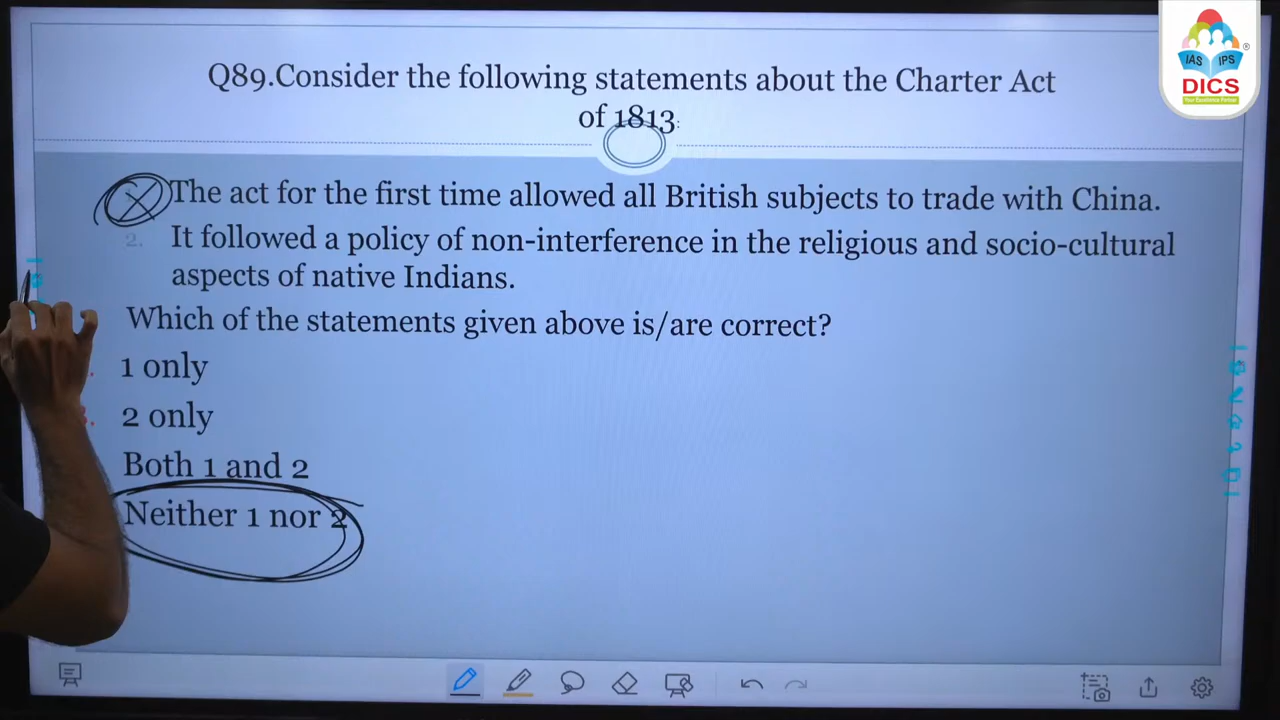 IAS IPS
DICS
Q89.Consider the following statements about the Charter Act
of 1813:
The act for the first time allowed all British subjects to trade with China.
2. It followed a policy of non-interference in the religious and socio-cultural
aspects of native Indians.
Which of the statements given above is/are correct?
1 only
2 only
Both 1 and 2
Neither 1 nor 2